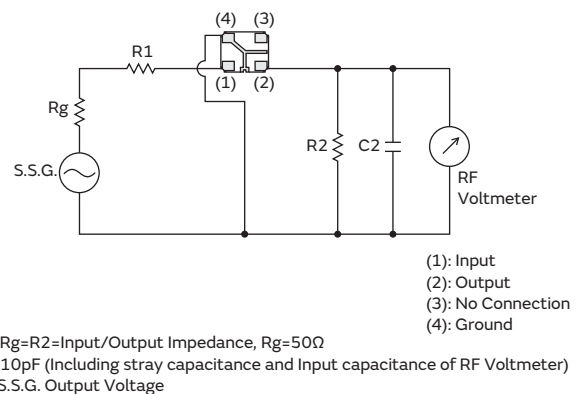 (4) (3)
R1
(1) (2)
Rg
R2 C2
S.S.G.
RF
Voltmeter
(1): Input
(2): Output
(3): No Connection
(4): Ground
Rg=R2=Input/Output Impedance, Rg=50Ω
10pF (Including stray capacitance and Input capacitance of RF Voltmeter)
S.S.G. Output Voltage